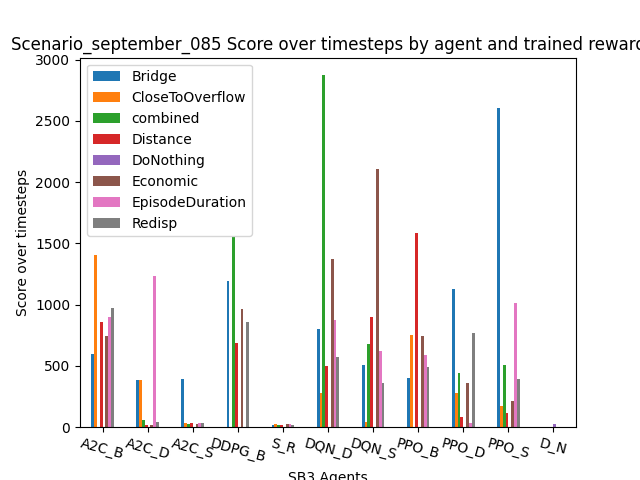 Scenario_september_085 Score over timesteps by agent and trained reward
3000
2500
2000
1500
1000
500
0
Score over timesteps
Bridge
CloseToOverflow
combined
Distance
DoNothing
Economic
EpisodeDuration
Redisp
A2C_B
A2C_D
A2C_S
DDPG_B
S_R
DQN_D
DQN_S
PPO_B
PPO_D
PPO_S
D_N
SB3 Agents